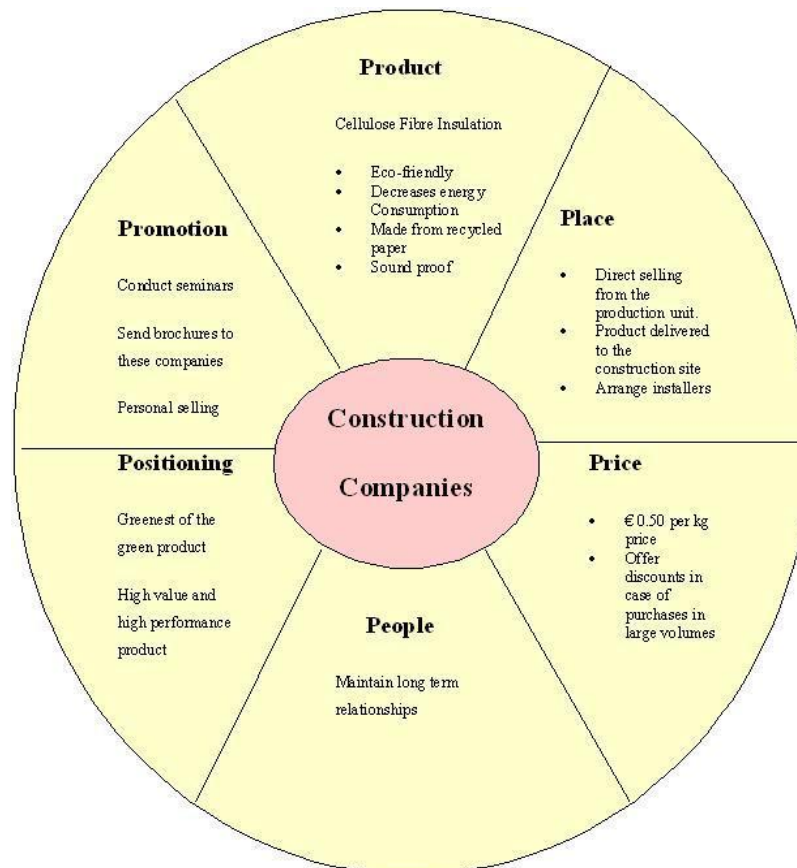 Product
Cellulose Fibre Insulation
• Eco-friendly
• Decreases energy
Consumption
• Made from recycled
paper
• Sound proof
Place
• Direct selling
from the
production unit.
• Product delivered
to the
construction site
• Arrange installers
Price
• € 0.50 per kg
price
• Offer
discounts in
case of
purchases in
large volumes
People
Maintain long term
relationships
Positioning
Greenest of the
green product
High value and
high performance
product
Promotion
Conduct seminars
Send brochures to
these companies
Personal selling
Construction
Companies